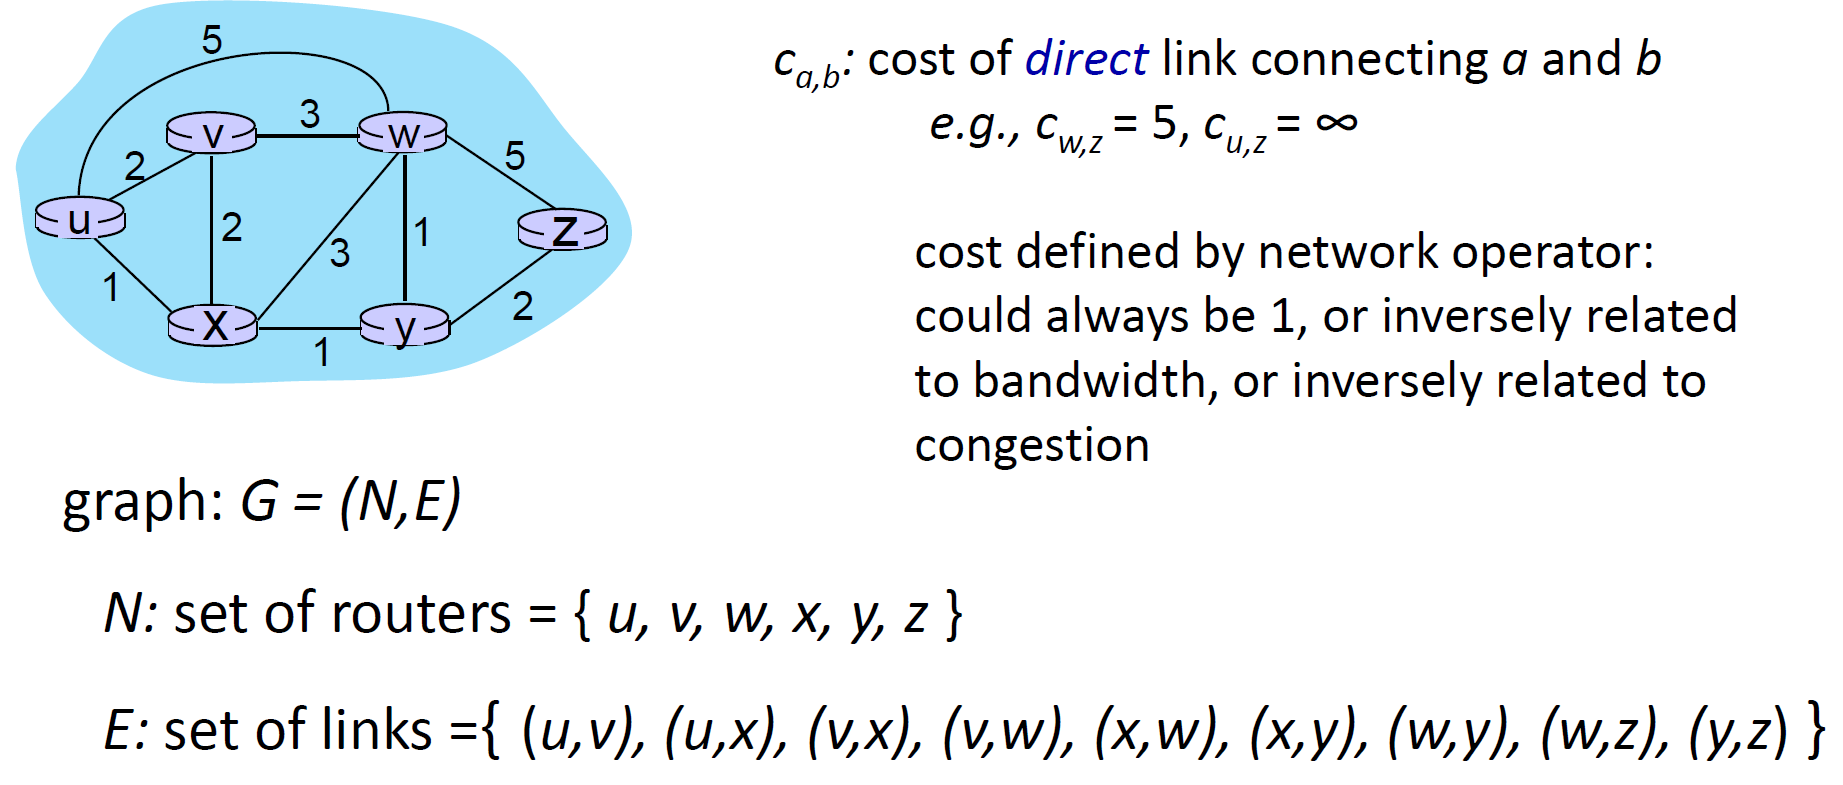 5
v
3
w
2
5
u
2
3
1
z
1
2
x
y
1
c_{a,b}: cost of direct link connecting a and b
e.g., c_{w,z} = 5, c_{u,z} = ∞
cost defined by network operator:
could always be 1, or inversely related
to bandwidth, or inversely related to
congestion
graph: G = (N,E)
N: set of routers = { u, v, w, x, y, z }
E: set of links ={ (u,v), (u,x), (v,x), (v,w), (x,w), (x,y), (w,y), (w,z), (y,z) }